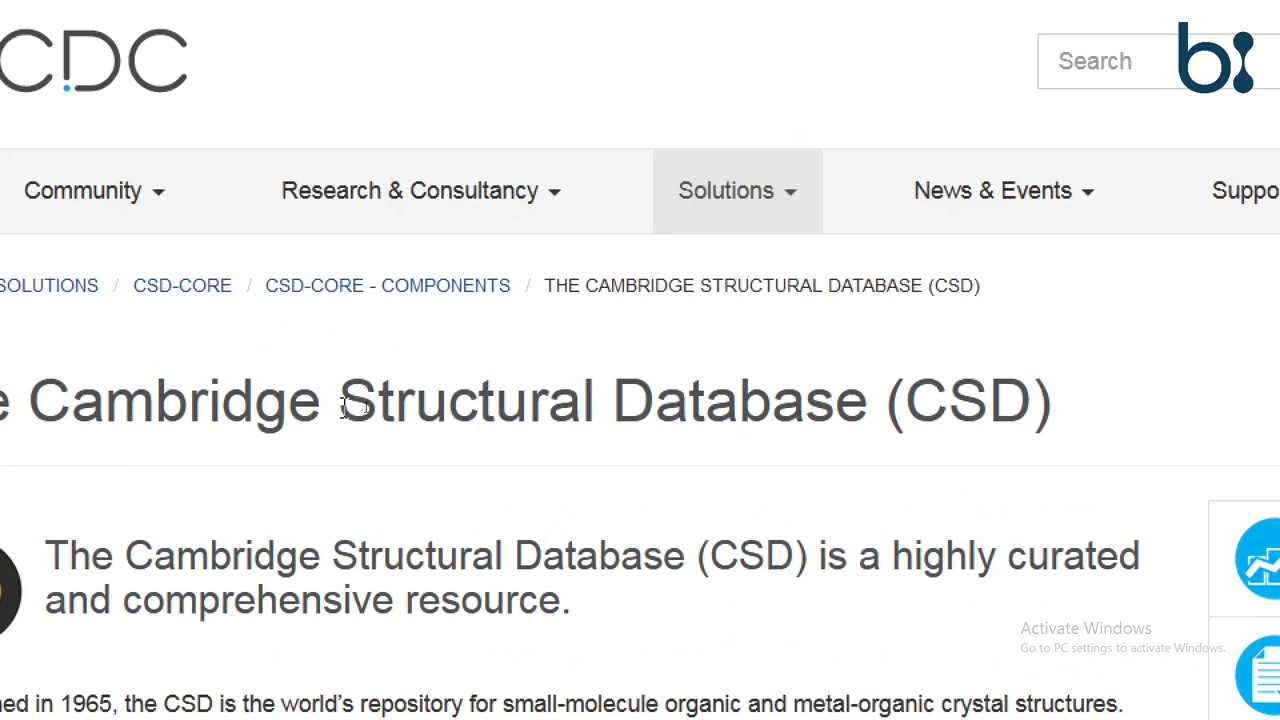 CDC
Search
b:
Community
Research & Consultancy
Solutions
News & Events
Suppo
SOLUTIONS / CSD-CORE / CSD-CORE - COMPONENTS / THE CAMBRIDGE STRUCTURAL DATABASE (CSD)
e Cambridge Structural Database (CSD)
The Cambridge Structural Database (CSD) is a highly curated
and comprehensive resource.
Activate Windows
Go to PC settings to activate Windows.
ned in 1965, the CSD is the world’s repository for small-molecule organic and metal-organic crystal structures.